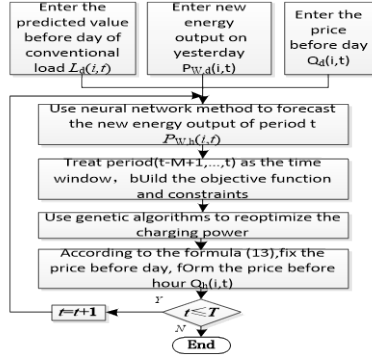 Enter the
predicted value
before day of
conventional
load L_d(i,t)
Enter new
energy
output on
yesterday
P_W,d(i,t)
Enter the
price
before day
Q_d(i,t)
Use neural network method to forecast
the new energy output of period t
P_W,h(i,t)
Treat period(t-M+1,...,t) as the time
window， bUild the objective function
and constraints
Use genetic algorithms to reoptimize the
charging power
According to the formula (13),fix the
price before day, fOrm the price before
hour Q_h(i,t)
Y
t=t+1
t≤T
N
End